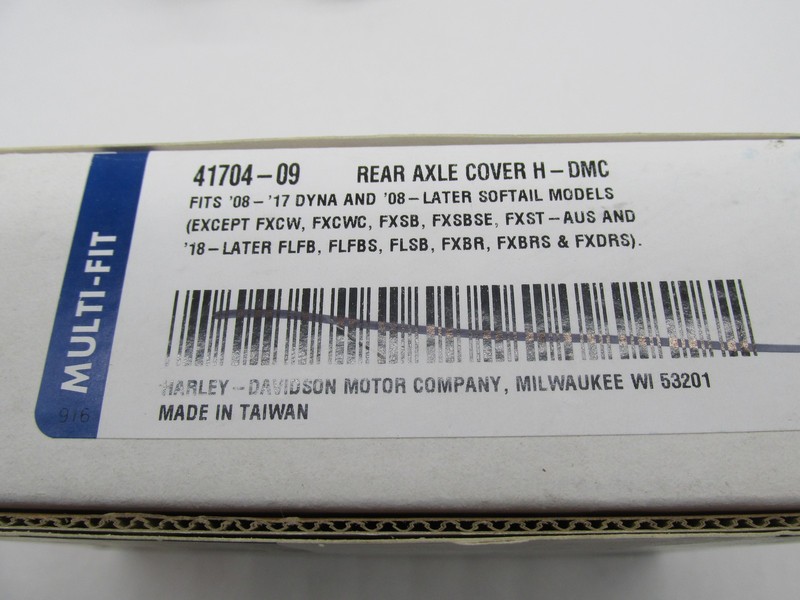 41704-09 REAR AXLE COVER H-DMC
FITS '08-'17 DYNA AND '08-LATER SOFTAIL MODELS
(EXCEPT FXCW, FXCWC, FXSB, FXSBSE, FXST-AUS AND
'18-LATER FLFB, FLFBS, FLSB, FXBR, FXBRS & FXDRS).
HARLEY-DAVIDSON MOTOR COMPANY, MILWAUKEE WI 53201
MADE IN TAIWAN
MULTI-FIT
916